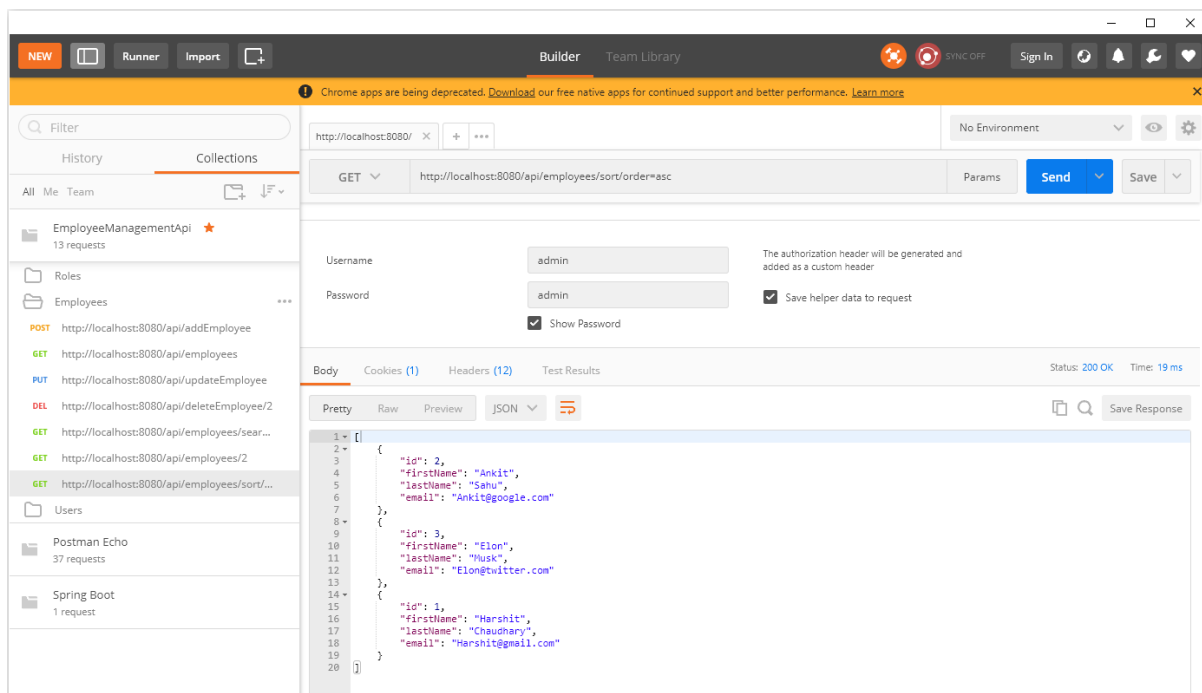 NEW Runner Import Builder Team Library SYNC OFF Sign In
Chrome apps are being deprecated. Download our free native apps for continued support and better performance. Learn more
Filter
History Collections
All Me Team
EmployeeManagementApi
13 requests
Roles
Employees
POST http://localhost:8080/api/addEmployee
GET http://localhost:8080/api/employees
PUT http://localhost:8080/api/updateEmployee
DEL http://localhost:8080/api/deleteEmployee/2
GET http://localhost:8080/api/employees/sear...
GET http://localhost:8080/api/employees/2
GET http://localhost:8080/api/employees/sort/...
Users
Postman Echo
37 requests
Spring Boot
1 request
http://localhost:8080/
No Environment
GET http://localhost:8080/api/employees/sort/order=asc Params Send Save
Username admin
The authorization header will be generated and
added as a custom header
Password admin
Save helper data to request
Show Password
Body Cookies (1) Headers (12) Test Results Status: 200 OK Time: 19 ms
Pretty Raw Preview JSON Save Response
1 [
2 {
3 "id": 2,
4 "firstName": "Ankit",
5 "lastName": "Sahu",
6 "email": "Ankit@google.com"
7 },
8 {
9 "id": 3,
10 "firstName": "Elon",
11 "lastName": "Musk",
12 "email": "Elon@twitter.com"
13 },
14 {
15 "id": 1,
16 "firstName": "Harshit",
17 "lastName": "Chaudhary",
18 "email": "Harshit@gmail.com"
19 }
20 ]